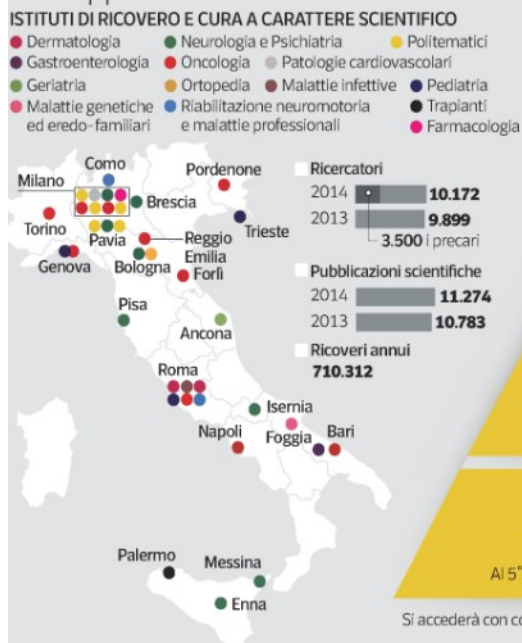 ISTITUTI DI RICOVERO E CURA A CARATTERE SCIENTIFICO
Dermatologia
Neurologia e Psichiatria
Politematici
Gastroenterologia
Oncologia
Patologie cardiovascolari
Geriatria
Ortopedia
Malattie infettive
Pediatria
Malattie genetiche
ed eredo-familiari
Riabilitazione neuromotoria
e malattie professionali
Trapianti
Farmacologia
Milano
Como
Pordenone
Brescia
Torino
Pavia
Trieste
Genova
Bologna
Reggio
Emilia
Forlì
Pisa
Ancona
Roma
Isernia
Napoli
Foggia
Bari
Palermo
Messina
Enna
Ricercatori
2014 10.172
2013 9.899
3.500 i precari
Pubblicazioni scientifiche
2014 11.274
2013 10.783
Ricoveri annui
710.312
Al 5°
Si accederà con